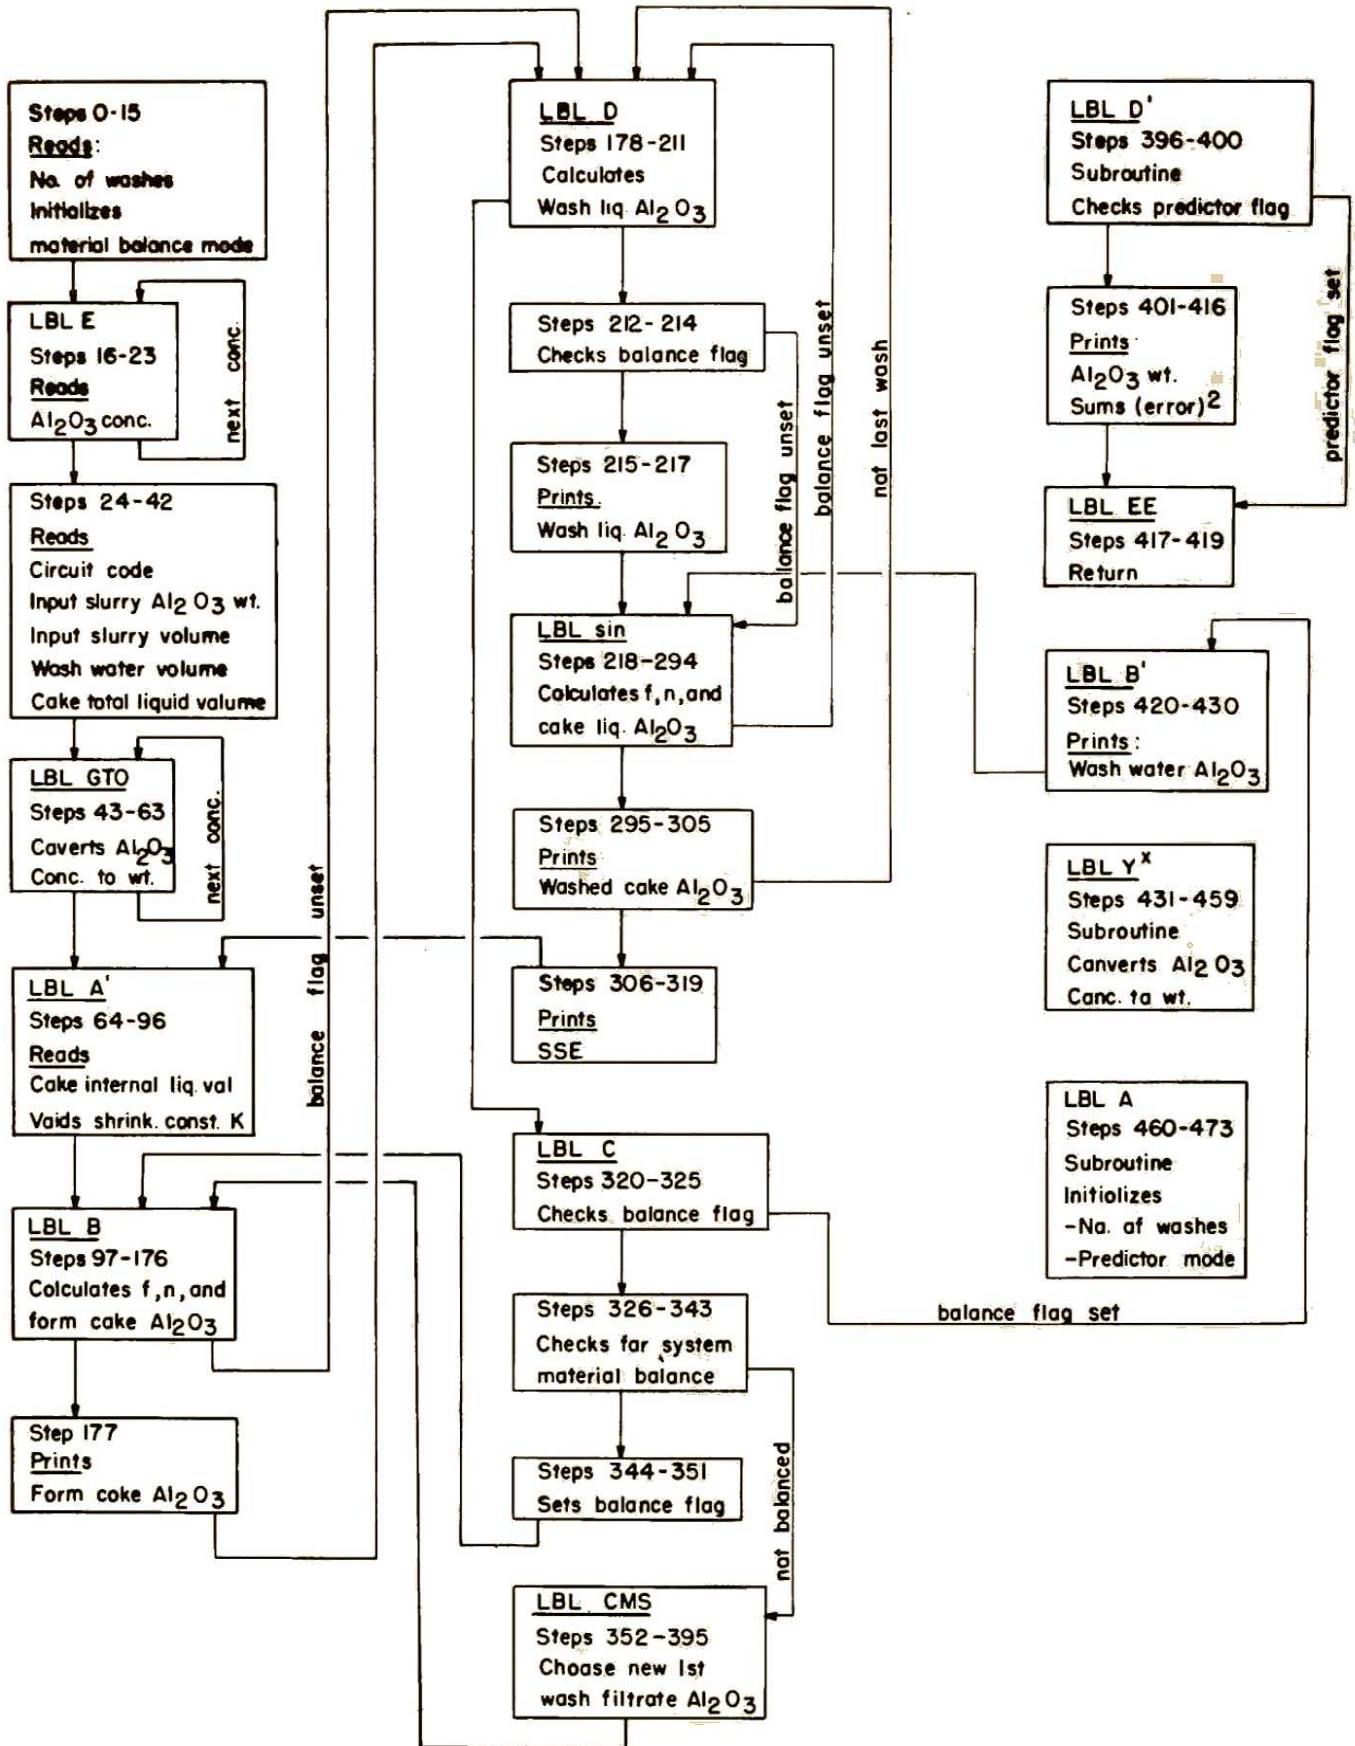 Steps 0-15
Reads:
No. of washes
Initializes
material balance mode
LBL E
Steps 16-23
Reads
Al2O3 conc.
next conc.
Steps 24-42
Reads
Circuit code
Input slurry Al2O3 wt.
Input slurry volume
Wash water volume
Cake total liquid valume
LBL GTO
Steps 43-63
Caverts Al2O3
Conc. to wt.
next conc.
LBL A'
Steps 64-96
Reads
Cake internal liq. val
Vaids shrink. const. K
LBL B
Steps 97-176
Colculates f,n,and
form cake Al2O3
balance flag unset
Step 177
Prints
Form coke Al2O3
LBL D
Steps 178-211
Calculates
Wash liq. Al2O3
Steps 212-214
Checks balance flag
balance flag unset
Steps 215-217
Prints.
Wash liq. Al2O3
LBL sin
Steps 218-294
Calculates f,n,and
cake liq. Al2O3
balance flag unset
Steps 295-305
Prints
Washed cake Al2O3
nat last wash
Steps 306-319
Prints
SSE
LBL C
Steps 320-325
Checks balance flag
balance flag set
Steps 326-343
Checks far system
material balance
nat balanced
Steps 344-351
Sets balance flag
LBL CMS
Steps 352-395
Choase new 1st
wash filtrate Al2O3
LBL D'
Steps 396-400
Subroutine
Checks predictor flag
predictor flag set
Steps 401-416
Prints
Al2O3 wt.
Sums (error)2
LBL EE
Steps 417-419
Return
LBL B'
Steps 420-430
Prints:
Wash water Al2O3
LBL Yx
Steps 431-459
Subroutine
Canverts Al2O3
Canc. ta wt.
LBL A
Steps 460-473
Subroutine
Initiolizes
-Na. af washes
-Predictor mode